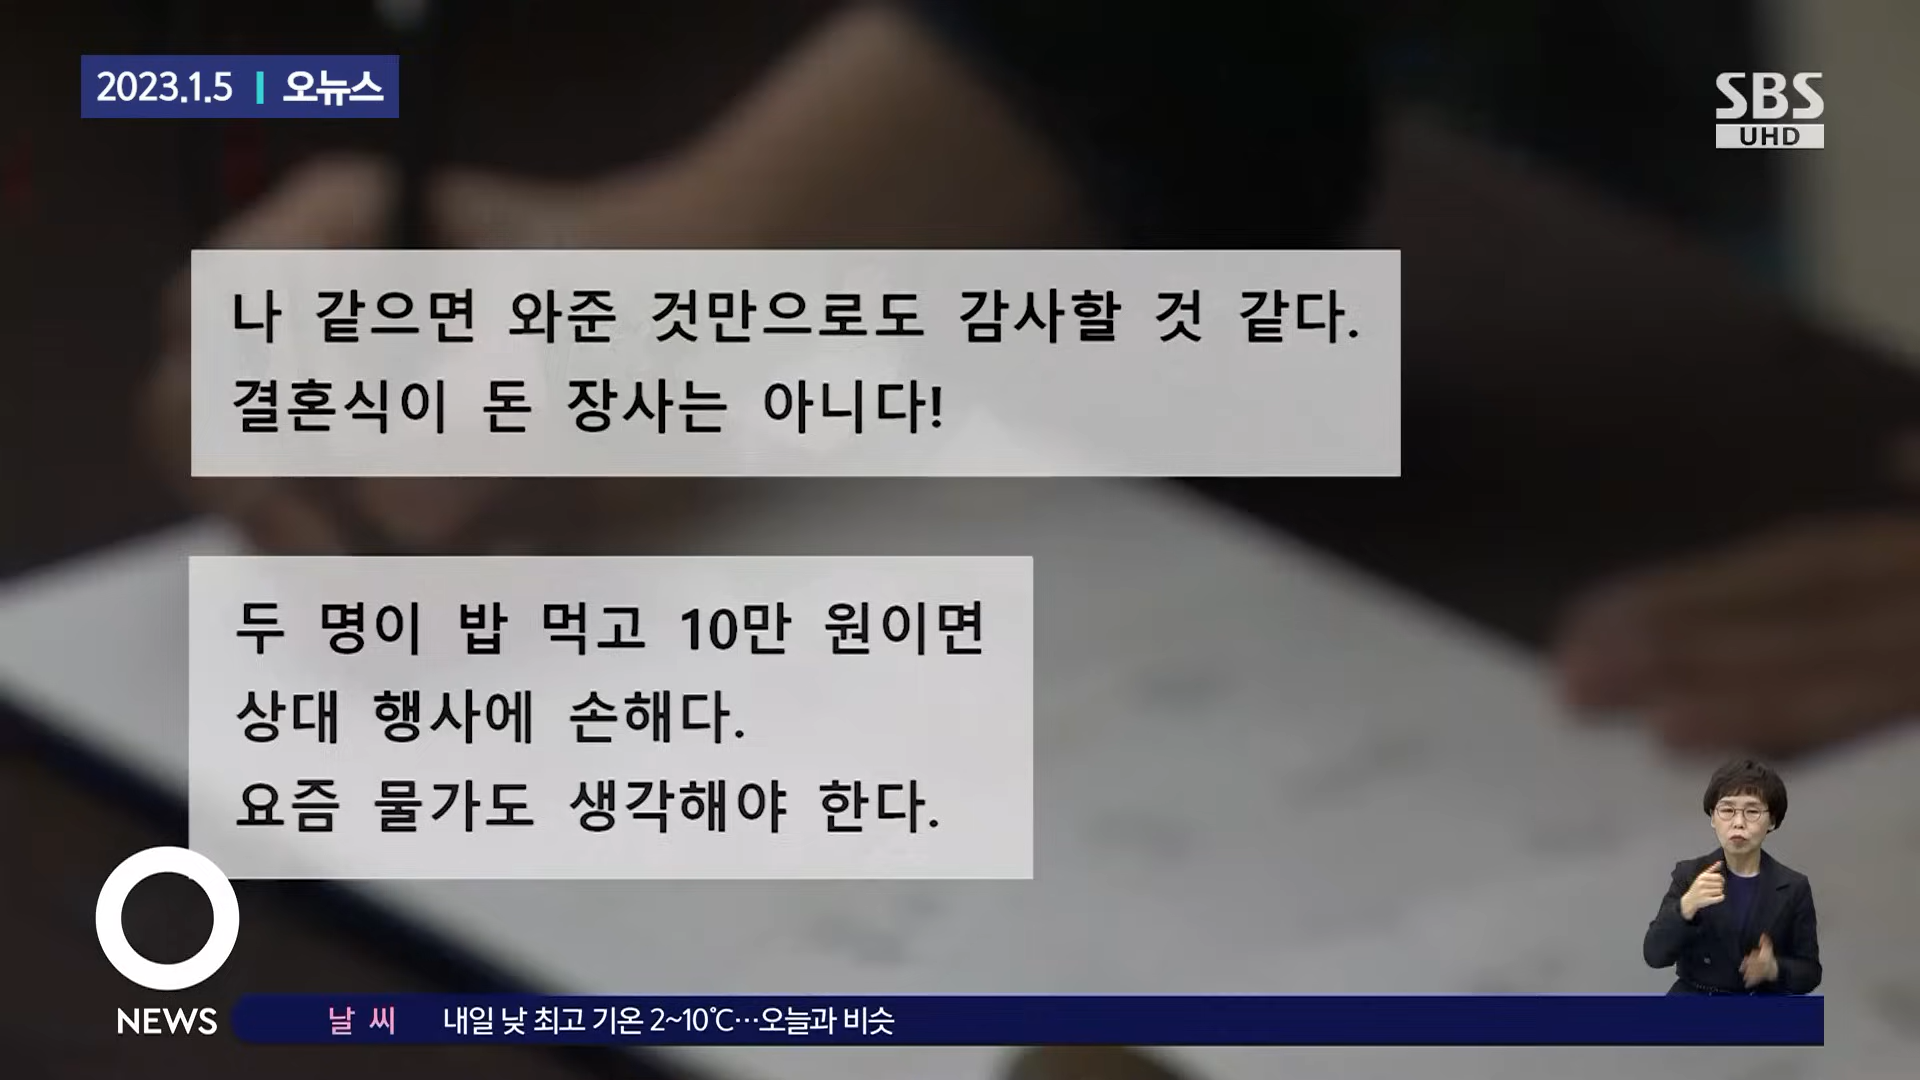 2023.1.5 | 오뉴스
SBS
UHD
나 같으면 와준 것만으로도 감사할 것 같다.
결혼식이 돈 장사는 아니다!
두 명이 밥 먹고 10만 원이면
상대 행사에 손해다.
요즘 물가도 생각해야 한다.
NEWS
날 씨 내일 낮 최고 기온 2~10℃···오늘과 비슷